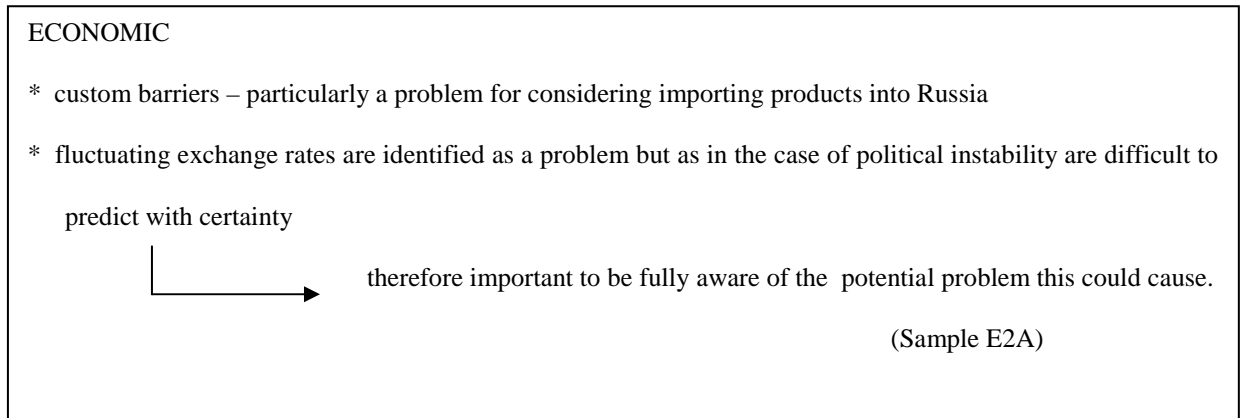 ECONOMIC
* custom barriers – particularly a problem for considering importing products into Russia
* fluctuating exchange rates are identified as a problem but as in the case of political instability are difficult to
predict with certainty
therefore important to be fully aware of the potential problem this could cause.
(Sample E2A)